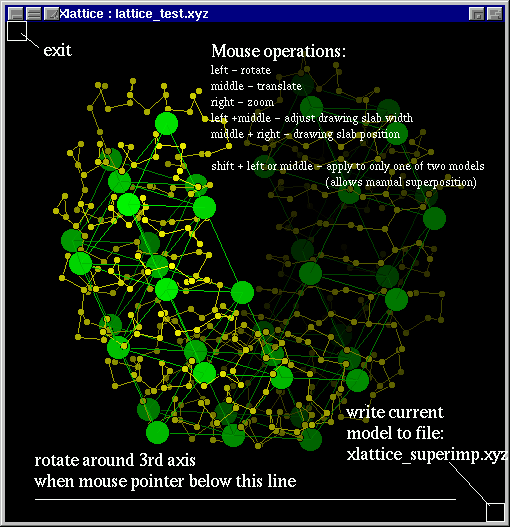 Xlattice : lattice_test.xyz
exit
Mouse operations:
left – rotate
middle – translate
right – zoom
left +middle – adjust drawing slab width
middle + right – drawing slab position
shift + left or middle – apply to only one of two models
(allows manual superposition)
write current
model to file:
xlattice_superimp.xyz
rotate around 3rd axis
when mouse pointer below this line